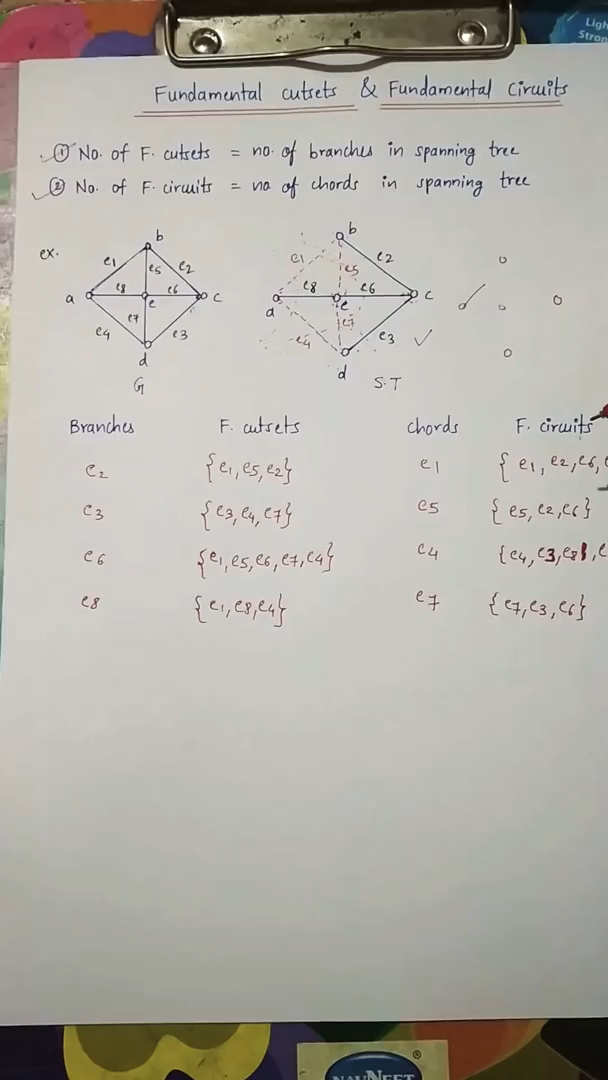 Ligh
Stron
Fundamental cutsets & Fundamental Circuits
① No. of F. cutsets = no. of branches in spanning tree
② No. of F. circuits = no of chords in spanning tree
ex.
b
e1 e5 e2
a e8 e6 c
e
e4 e7 e3
d
G
b
e1 e5 e2
a e8 e6 c
e
e4 e7 e3
d
S.T
Branches F. cutsets chords F. circuits
e2 {e1, e5, e2} e1 { e1, e2, e6,
e3 {e3, e4, e7} e5 { e5, e2, e6 }
e6 {e1, e5, e6, e7, e4} e4 {e4, e3, e8
e8 {e1, e8, e4} e7 { e7, e3, e6 }
NAVNEET
®